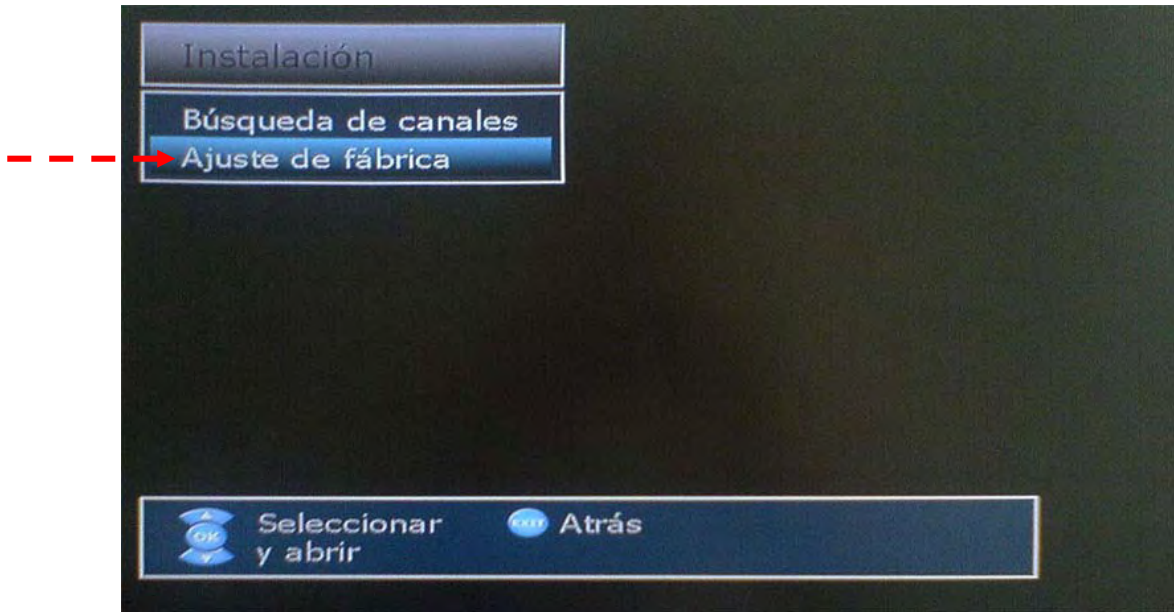 Instalación
Búsqueda de canales
Ajuste de fábrica
OK Seleccionar
y abrir
EXIT Atrás